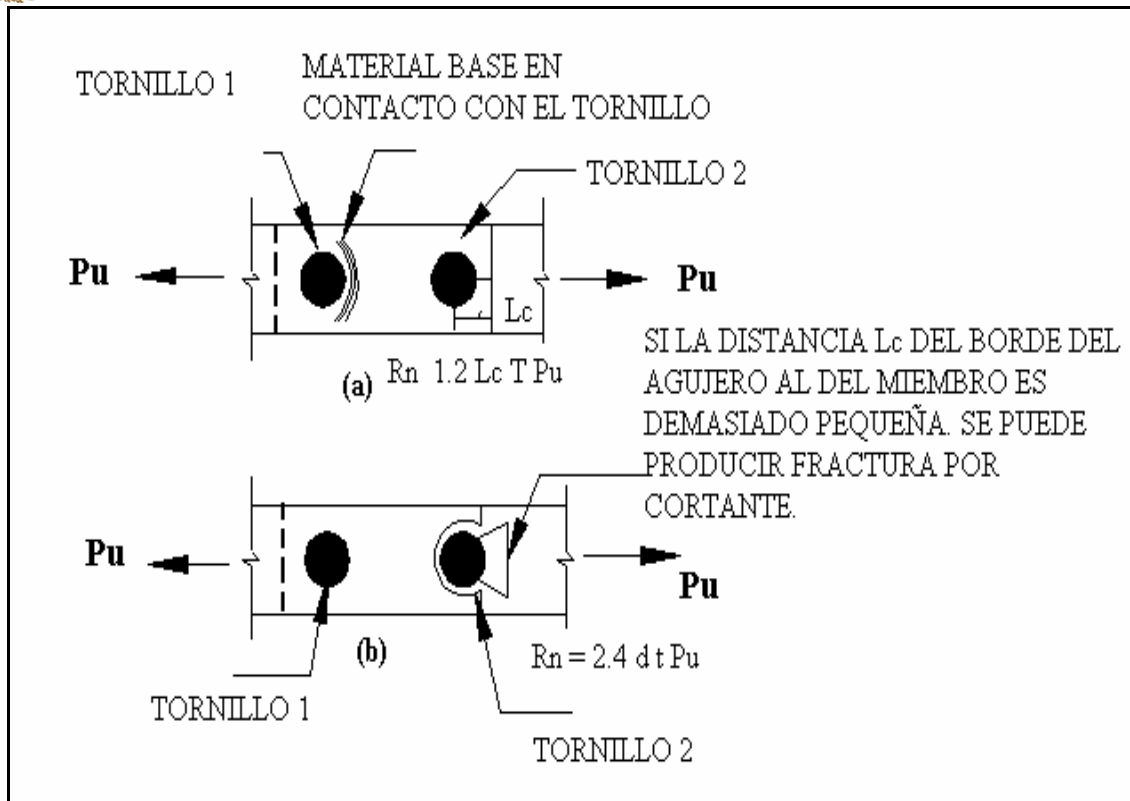 TORNILLO 1
MATERIAL BASE EN
CONTACTO CON EL TORNILLO
TORNILLO 2
Pu
Pu
Lc
(a) Rn 1.2 Lc T Pu
SI LA DISTANCIA Lc DEL BORDE DEL
AGUJERO AL DEL MIEMBRO ES
DEMASIADO PEQUEÑA. SE PUEDE
PRODUCIR FRACTURA POR
CORTANTE.
Pu
Pu
(b)
Rn = 2.4 d t Pu
TORNILLO 1
TORNILLO 2